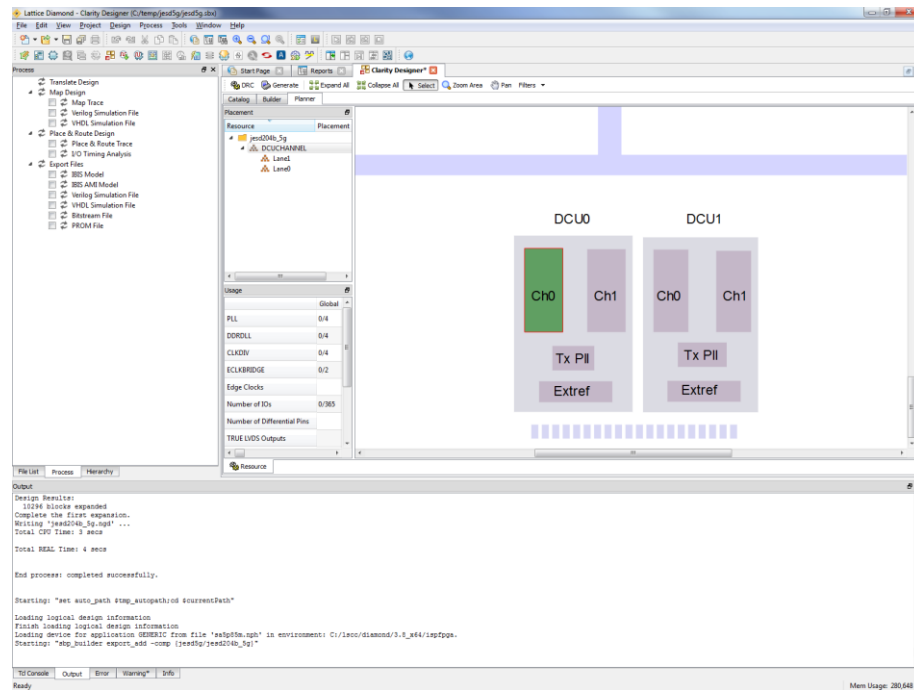 Lattice Diamond - Clarity Designer (C:/temp/jesd5g/jesd5g.sbx)
File Edit View Project Design Process Tools Window Help
Process
Translate Design
Map Design
Map Trace
Verilog Simulation File
VHDL Simulation File
Place & Route Design
Place & Route Trace
I/O Timing Analysis
Export Files
IBIS Model
IBIS AMI Model
Verilog Simulation File
VHDL Simulation File
Bitstream File
PROM File
File List Process Hierarchy
Start Page Reports Clarity Designer*
DRC Generate Expand All Collapse All Select Zoom Area Pan Filters
Catalog Builder Planner
Placement
Resource Placement
jesd204b_5g
DCUCHANNEL
Lane1
Lane0
Usage
Global
PLL 0/4
DDRDLL 0/4
CLKDIV 0/4
ECLKBRIDGE 0/2
Edge Clocks
Number of IOs 0/365
Number of Differential Pins
TRUE LVDS Outputs
Resource
DCU0 DCU1
Ch0 Ch1 Ch0 Ch1
Tx Pll Tx Pll
Extref Extref
Output
Design Results:
10296 blocks expanded
Complete the first expansion.
Writing 'jesd204b_5g.ngd' ...
Total CPU Time: 3 secs
Total REAL Time: 4 secs
End process: completed successfully.
Starting: "set auto_path $tmp_autopath;cd $currentPath"
Loading logical design information
Finish loading logical design information
Loading device for application GENERIC from file 'sa5p85m.nph' in environment: C:/lscc/diamond/3.8_x64/ispfpga.
Starting: "sbp_builder export_add -comp {jesd5g/jesd204b_5g}"
Tcl Console Output Error Warning* Info
Ready Mem Usage: 280,648